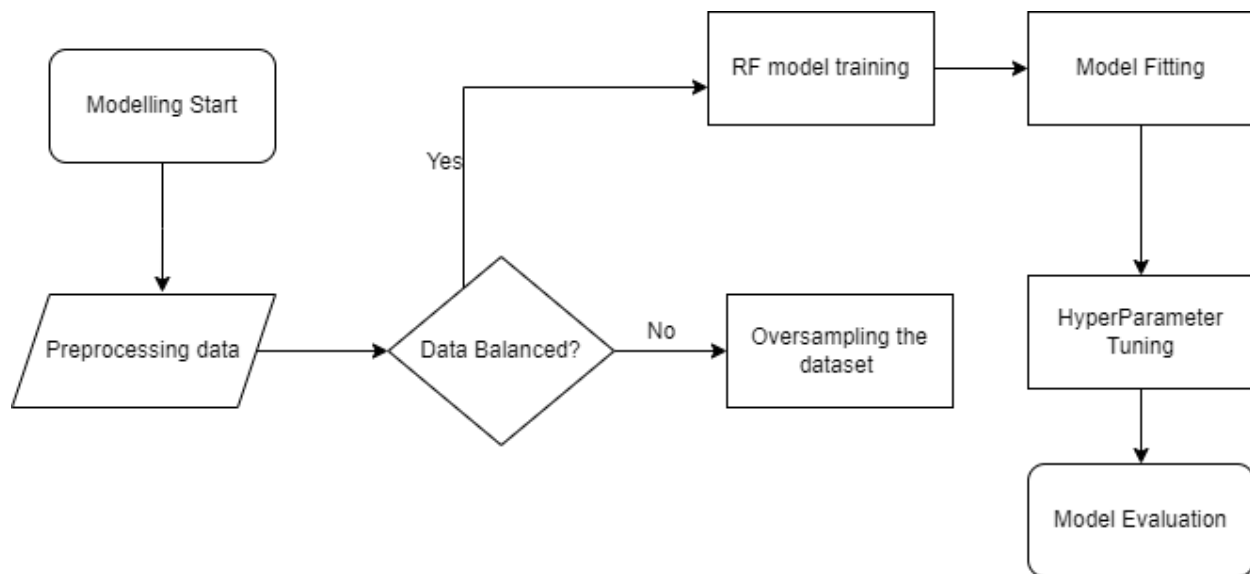 Modelling Start
RF model training
Model Fitting
Yes
Preprocessing data
Data Balanced?
No
Oversampling the
dataset
HyperParameter
Tuning
Model Evaluation